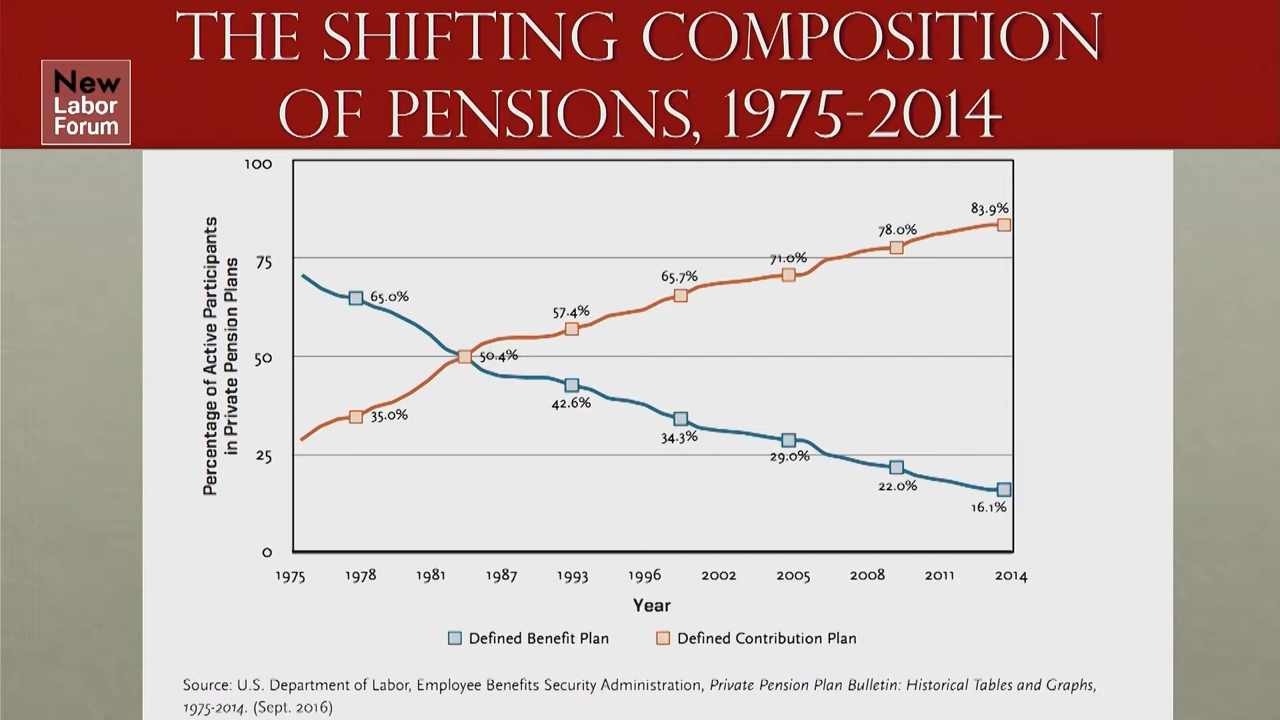 THE SHIFTING COMPOSITION
OF PENSIONS, 1975-2014
New
Labor
Forum
100
75
50
25
0
Percentage of Active Participants
in Private Pension Plans
65.0%
35.0%
50.4%
57.4%
42.6%
65.7%
34.3%
71.0%
29.0%
78.0%
22.0%
83.9%
16.1%
1975 1978 1981 1987 1993 1996 2002 2005 2008 2011 2014
Year
Defined Benefit Plan Defined Contribution Plan
Source: U.S. Department of Labor, Employee Benefits Security Administration, Private Pension Plan Bulletin: Historical Tables and Graphs,
1975-2014. (Sept. 2016)